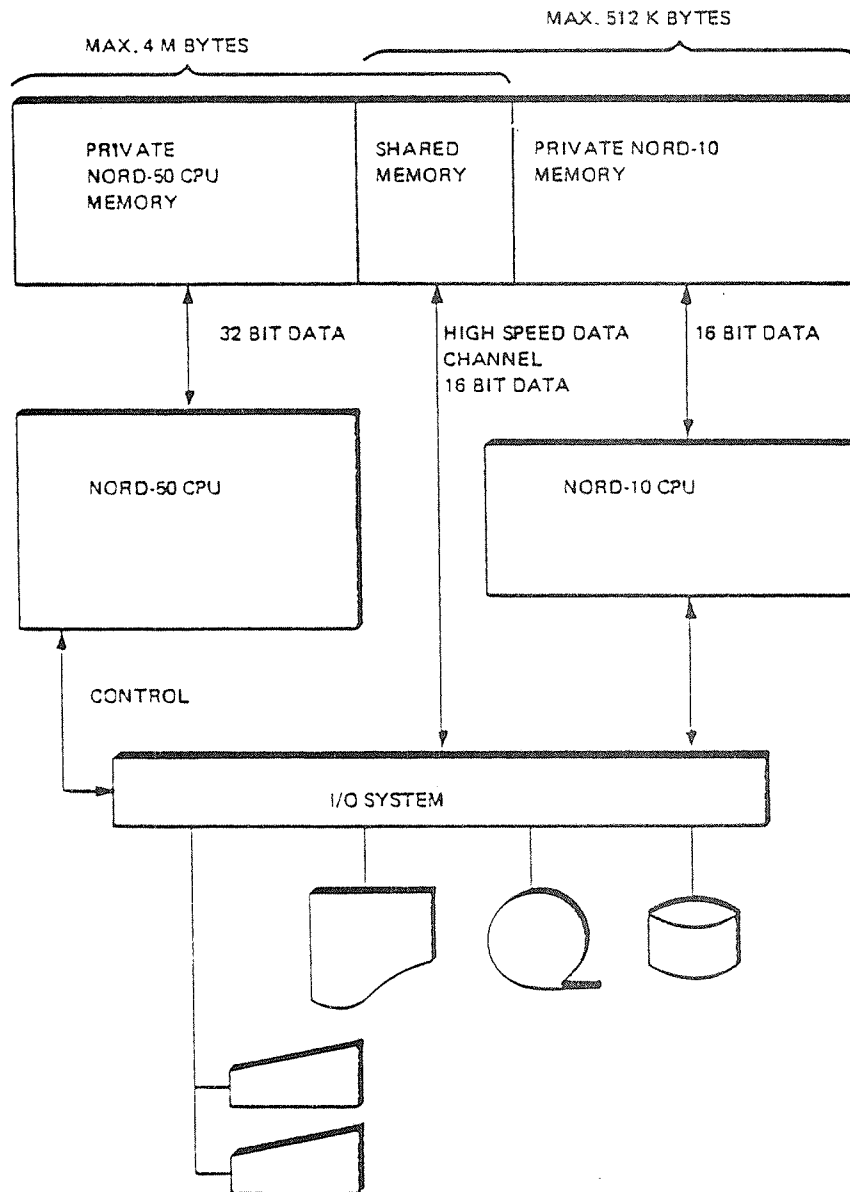 MAX. 512 K BYTES
MAX. 4 M BYTES
PRIVATE
NORD-50 CPU
MEMORY
SHARED
MEMORY
PRIVATE NORD-10
MEMORY
32 BIT DATA
HIGH SPEED DATA
CHANNEL
16 BIT DATA
16 BIT DATA
NORD-50 CPU
NORD-10 CPU
CONTROL
I/O SYSTEM